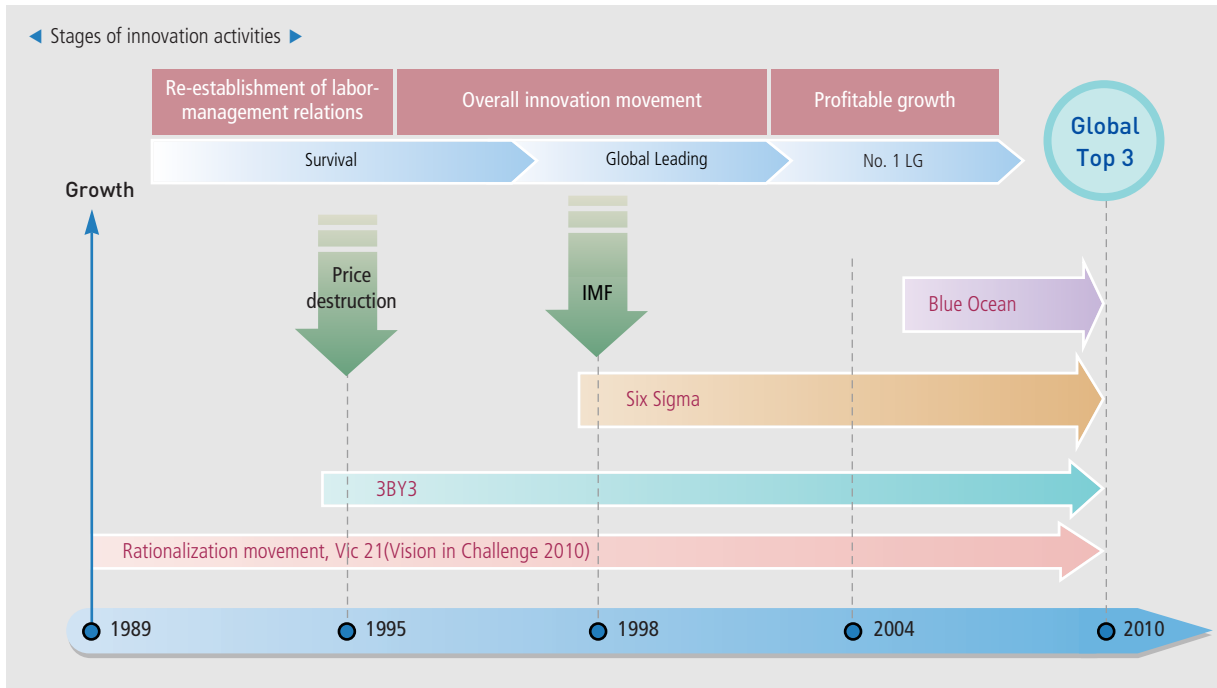 ◀ Stages of innovation activities ▶
Re-establishment of labor-
management relations
Overall innovation movement
Profitable growth
Survival
Global Leading
No. 1 LG
Global
Top 3
Growth
Price
destruction
IMF
Blue Ocean
Six Sigma
3BY3
Rationalization movement, Vic 21(Vision in Challenge 2010)
1989
1995
1998
2004
2010